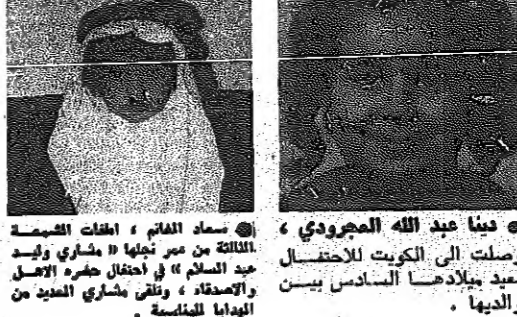 دينا عبد الله العجرودي ،
وصلت الى الكويت للاحتفال
بعيد ميلادها السادس بيسن
والديها .
سعاد الغانم ، اطفات الشمعة
الثالثة من عمر نجلها « مشاري وليد
عبد السلام » في احتفال حضره الاهل
والاصدقاء ، وتلقى مشاري العديد من
الهدايا المناسبة .